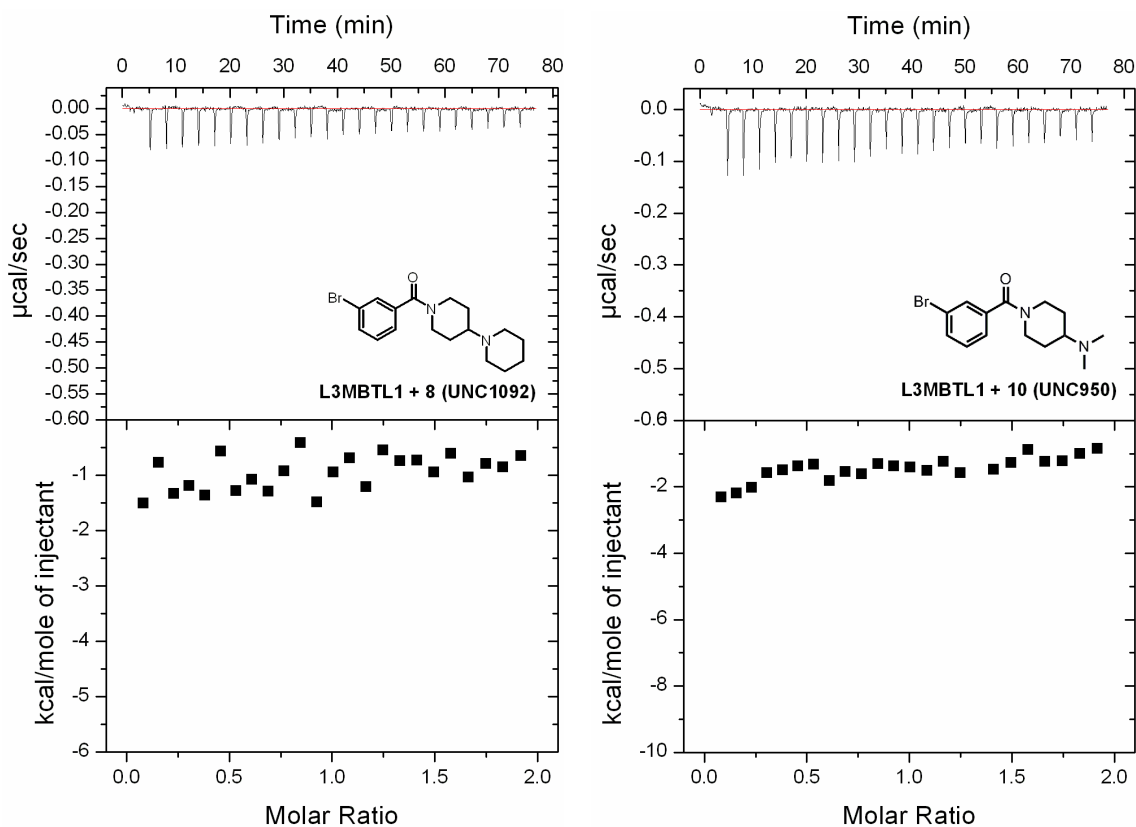 Time (min)
0 10 20 30 40 50 60 70 80
0.00
-0.05
-0.10
-0.15
-0.20
-0.25
-0.30
-0.35
-0.40
-0.45
-0.50
-0.55
-0.60
µcal/sec
O
Br
N
N
L3MBTL1 + 8 (UNC1092)
-1
-2
-3
-4
-5
-6
kcal/mole of injectant
0.0 0.5 1.0 1.5 2.0
Molar Ratio
Time (min)
0 10 20 30 40 50 60 70 80
0.0
-0.1
-0.2
-0.3
-0.4
-0.5
-0.6
µcal/sec
O
Br
N
N
L3MBTL1 + 10 (UNC950)
-2
-4
-6
-8
-10
kcal/mole of injectant
0.0 0.5 1.0 1.5 2.0
Molar Ratio